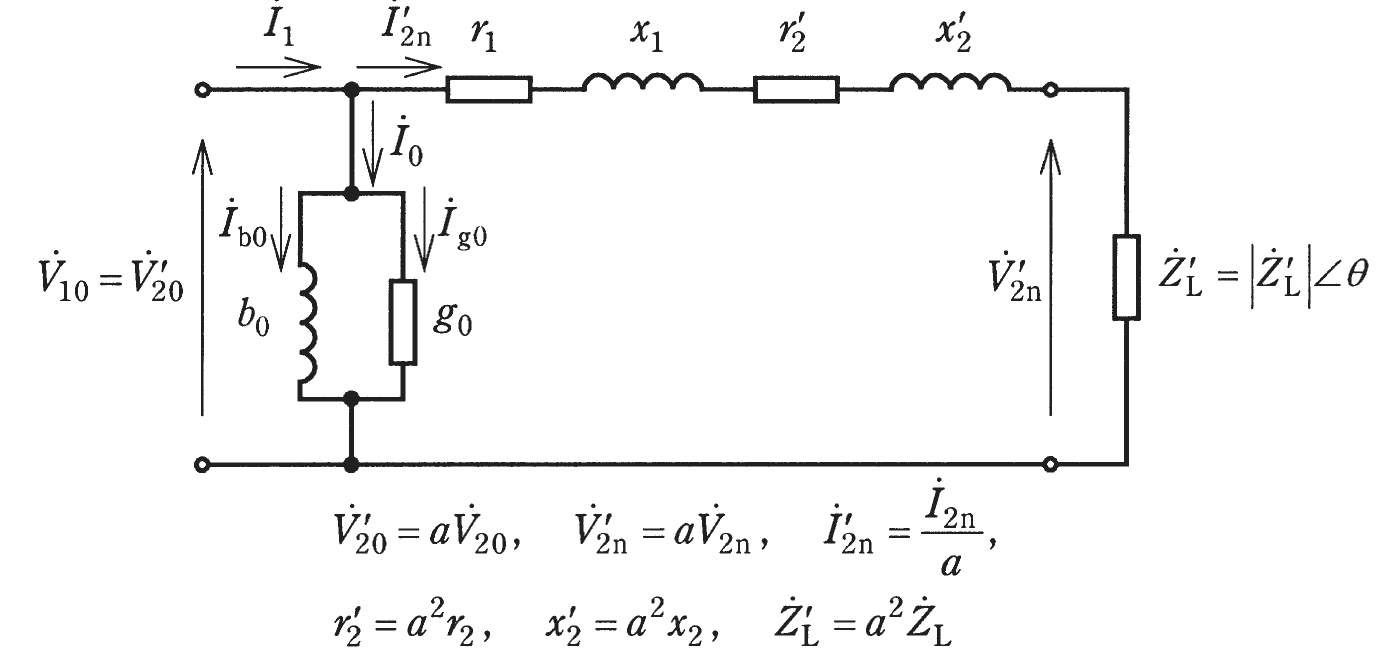 İ₁ İ′₂ₙ r₁ x₁ r′₂ x′₂
İ₀
İb0 İg0
V̇₁₀ = V̇′₂₀ b₀ g₀ V̇′₂ₙ Ż′L = |Ż′L|∠θ
V̇′₂₀ = aV̇₂₀, V̇′₂ₙ = aV̇₂ₙ, İ′₂ₙ = İ₂ₙ/a,
r′₂ = a²r₂, x′₂ = a²x₂, Ż′L = a²ŻL